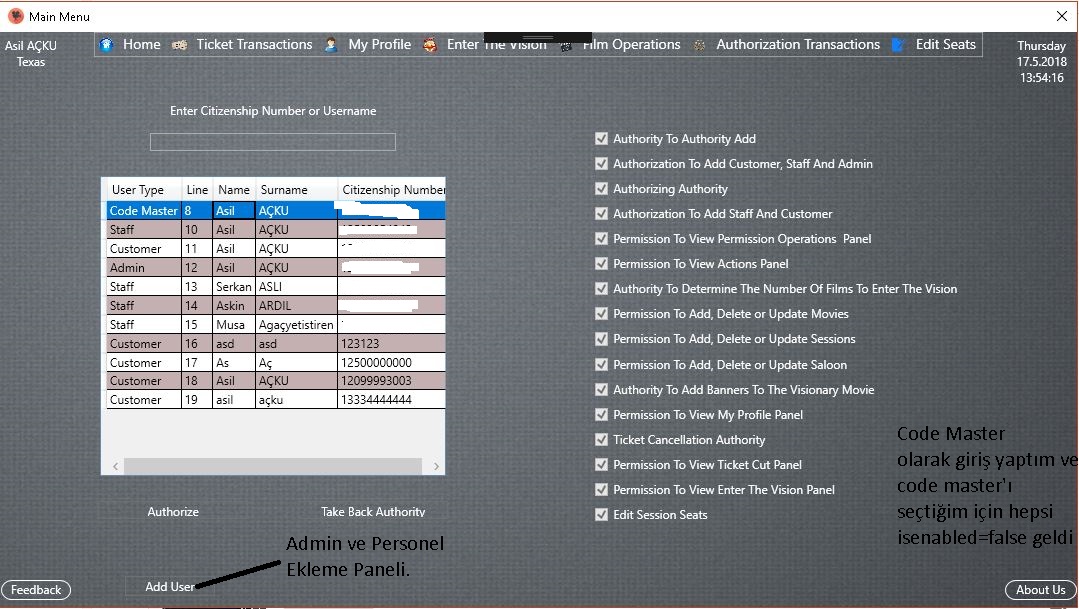 Main Menu
Asil AÇKU
Texas
Home Ticket Transactions My Profile Enter The Vision Film Operations Authorization Transactions Edit Seats
Thursday
17.5.2018
13:54:16
Enter Citizenship Number or Username
User Type Line Name Surname Citizenship Number
Code Master 8 Asil AÇKU
Staff 10 Asil AÇKU
Customer 11 Asil AÇKU
Admin 12 Asil AÇKU
Staff 13 Serkan ASLI
Staff 14 Askin ARDIL
Staff 15 Musa Agaçyetistiren
Customer 16 asd asd 123123
Customer 17 As Aç 12500000000
Customer 18 Asil AÇKU 12099993003
Customer 19 asil açku 13334444444
Authorize Take Back Authority
Authority To Authority Add
Authorization To Add Customer, Staff And Admin
Authorizing Authority
Authorization To Add Staff And Customer
Permission To View Permission Operations Panel
Permission To View Actions Panel
Authority To Determine The Number Of Films To Enter The Vision
Permission To Add, Delete or Update Movies
Permission To Add, Delete or Update Sessions
Permission To Add, Delete or Update Saloon
Authority To Add Banners To The Visionary Movie
Permission To View My Profile Panel
Ticket Cancellation Authority
Permission To View Ticket Cut Panel
Permission To View Enter The Vision Panel
Edit Session Seats
Code Master
olarak giriş yaptım ve
code master'ı
seçtiğim için hepsi
isenabled=false geldi
Admin ve Personel
Ekleme Paneli.
Add User
Feedback
About Us